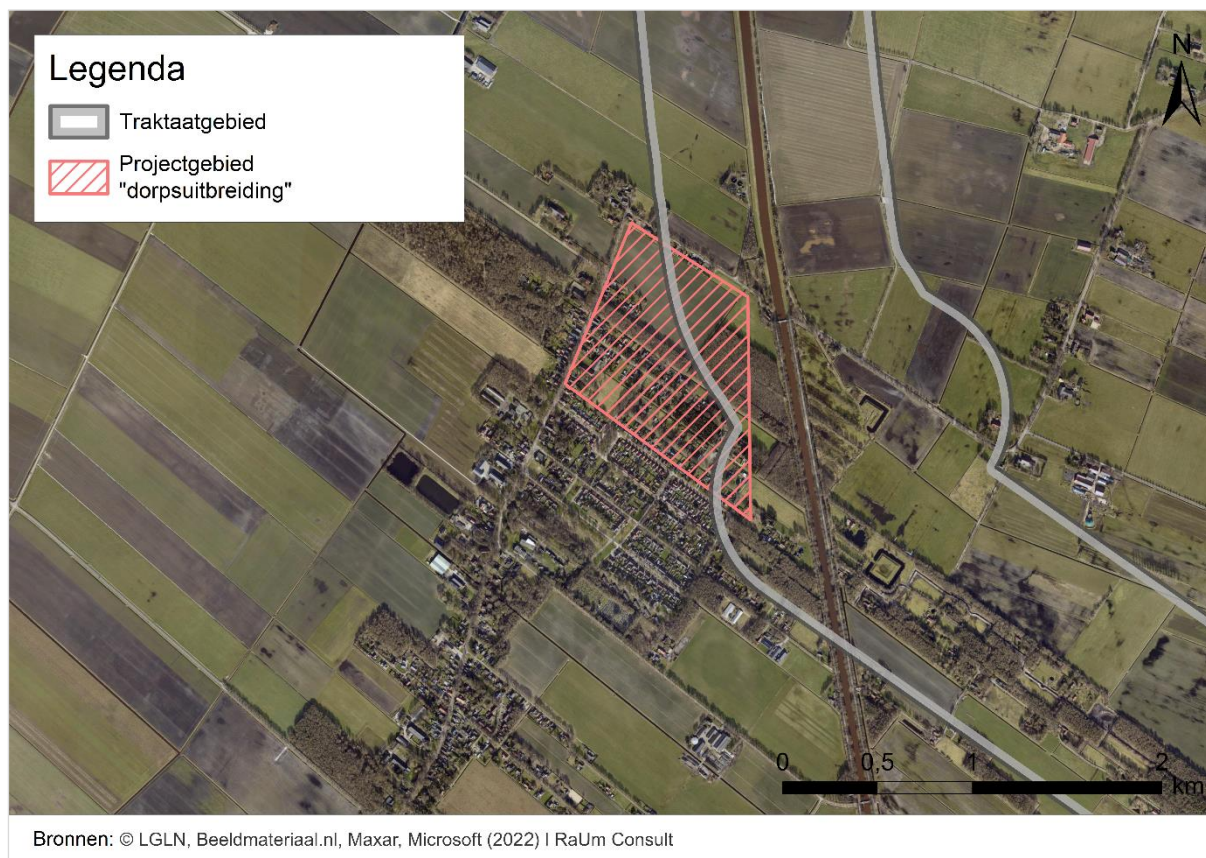 Legenda
Traktaatgebied
Projectgebied
"dorpsuitbreiding"
N
0 0,5 1 2
km
Bronnen: © LGLN, Beeldmateriaal.nl, Maxar, Microsoft (2022) I RaUm Consult